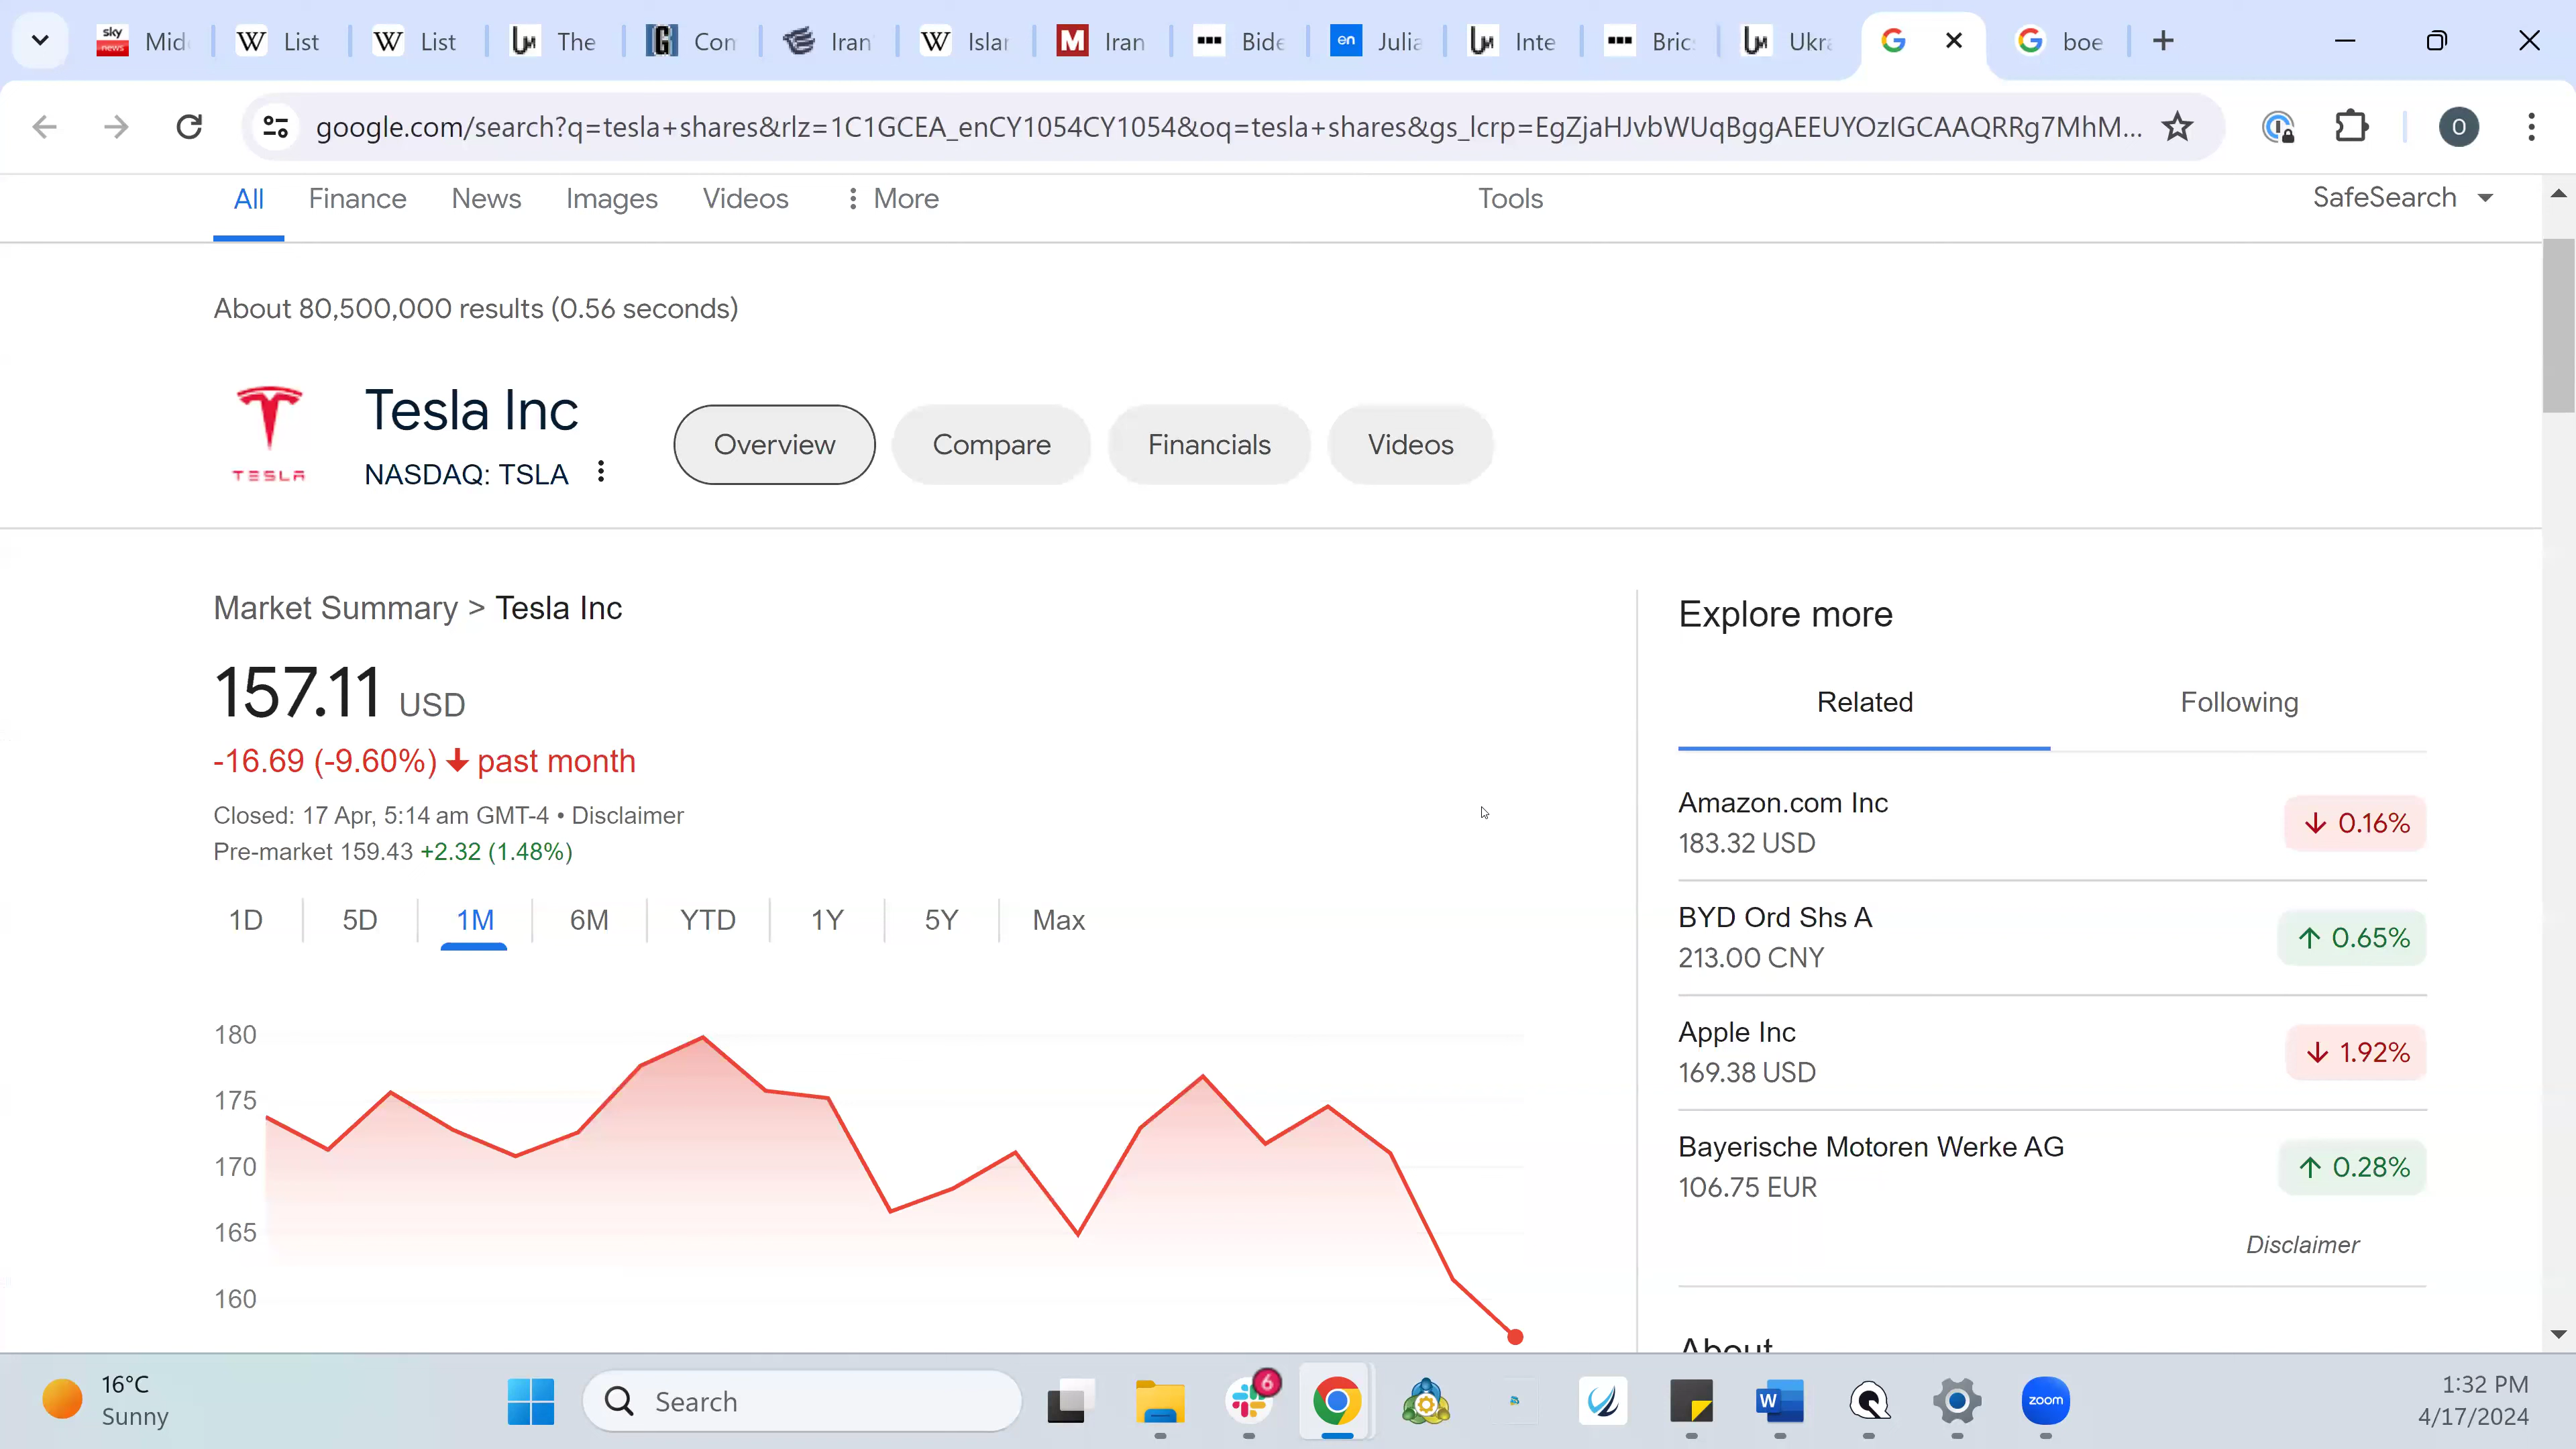 sky
news
Mid
W List
W List
The
G Con
Iran
W Islar
M Iran
Bide
en Julia
Inte
Bric
Ukra
G
G boe
google.com/search?q=tesla+shares&rlz=1C1GCEA_enCY1054CY1054&oq=tesla+shares&gs_lcrp=EgZjaHJvbWUqBggAEEUYOzIGCAAQRRg7MhM...
O
All Finance News Images Videos More Tools SafeSearch
About 80,500,000 results (0.56 seconds)
TESLA
Tesla Inc
NASDAQ: TSLA
Overview Compare Financials Videos
Market Summary > Tesla Inc
157.11 USD
-16.69 (-9.60%) past month
Closed: 17 Apr, 5:14 am GMT-4 • Disclaimer
Pre-market 159.43 +2.32 (1.48%)
1D 5D 1M 6M YTD 1Y 5Y Max
180
175
170
165
160
Explore more
Related Following
Amazon.com Inc
183.32 USD
0.16%
BYD Ord Shs A
213.00 CNY
0.65%
Apple Inc
169.38 USD
1.92%
Bayerische Motoren Werke AG
106.75 EUR
0.28%
Disclaimer
About
16°C
Sunny
Search
6
W
zoom
1:32 PM
4/17/2024